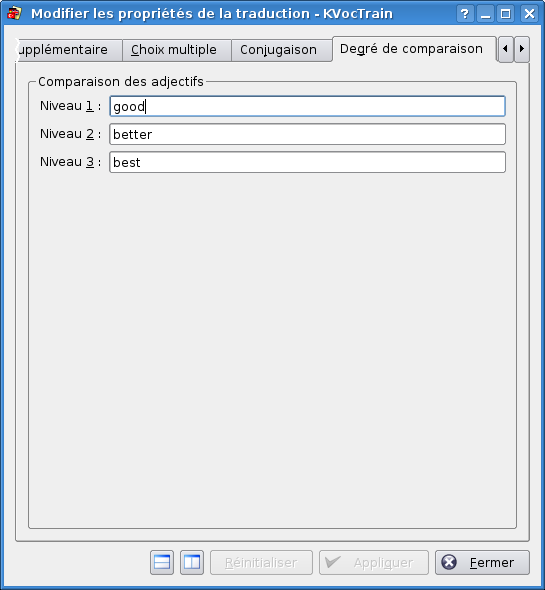 Modifier les propriétés de la traduction - KVocTrain
upplémentaire Choix multiple Conjugaison Degré de comparaison
Comparaison des adjectifs
Niveau 1 : good
Niveau 2 : better
Niveau 3 : best
Réinitialiser Appliquer Fermer